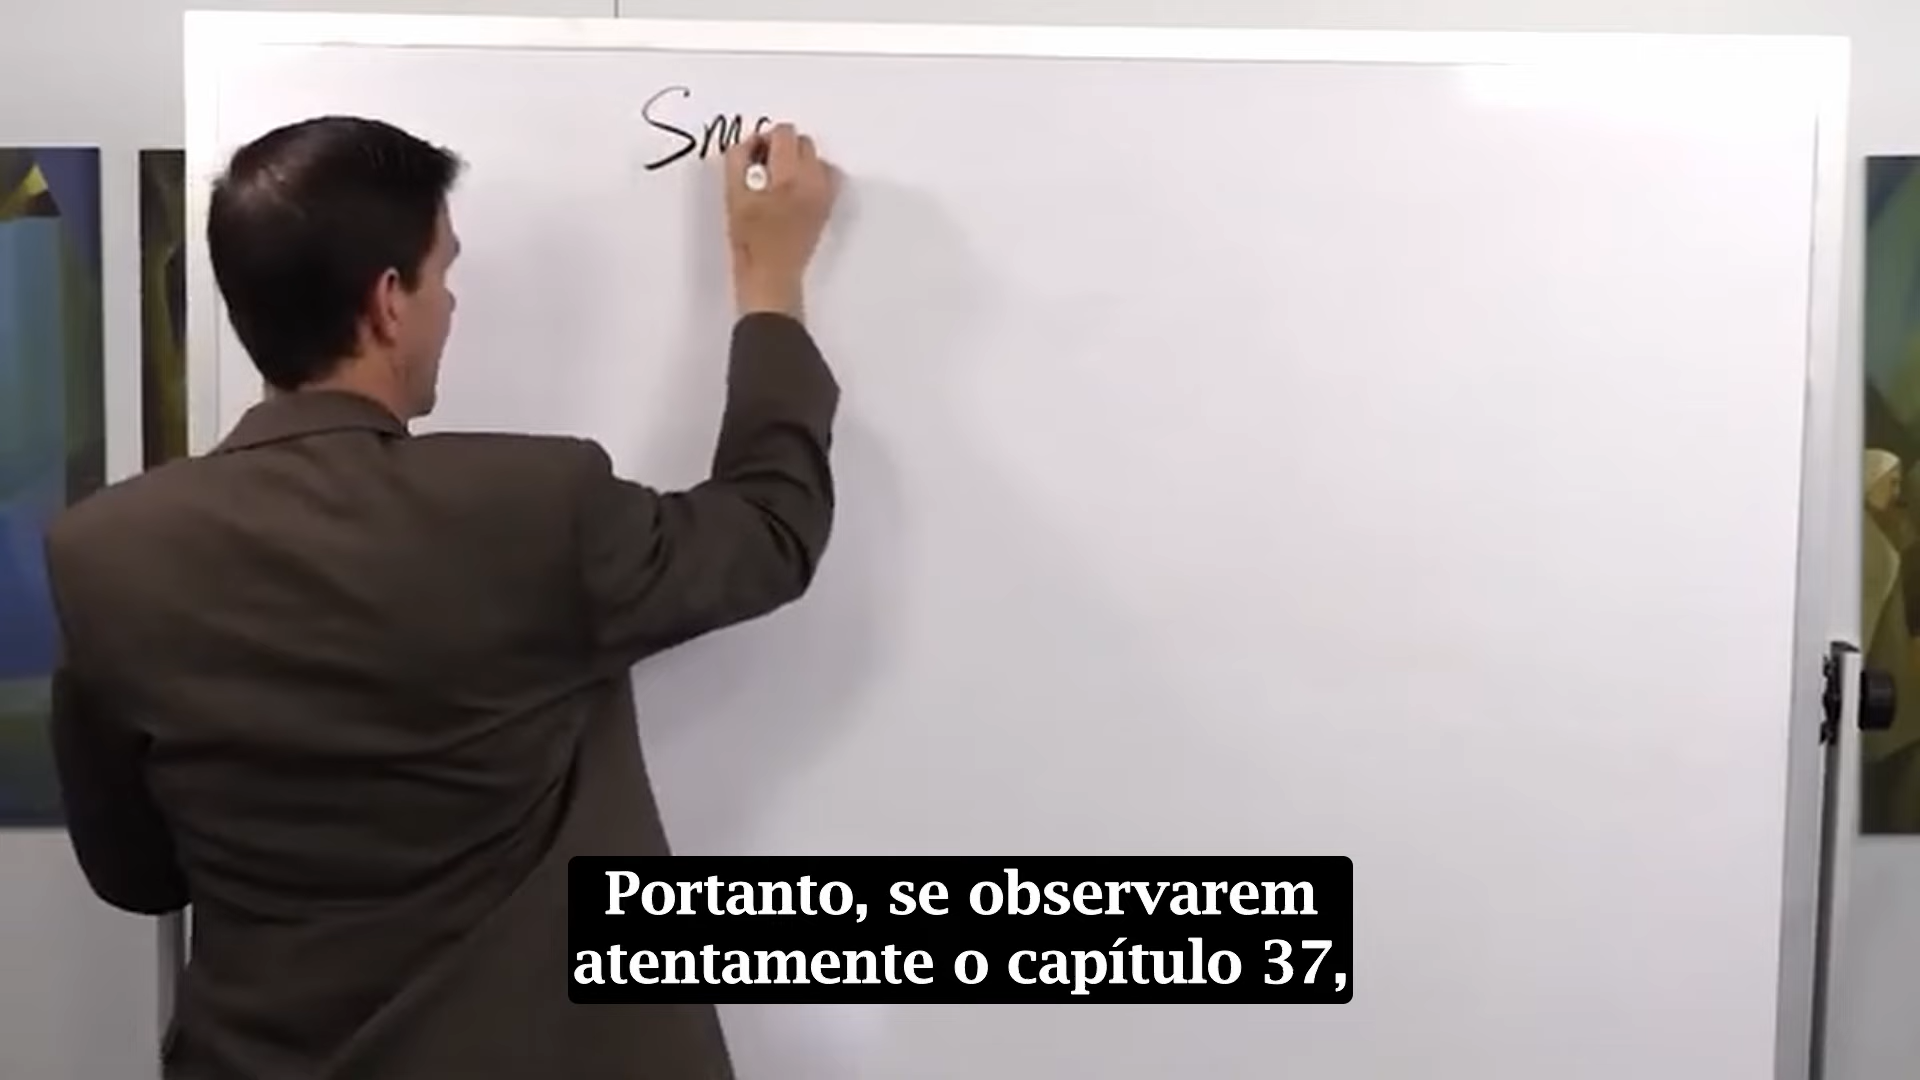 Sm
Portanto, se observarem
atentamente o capítulo 37,